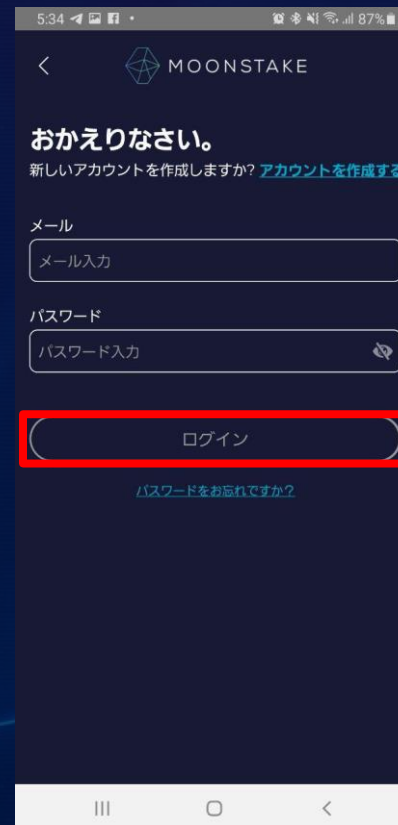 5:34
87%
MOONSTAKE
おかえりなさい。
新しいアカウントを作成しますか? アカウントを作成する
メール
メール入力
パスワード
パスワード入力
ログイン
パスワードをお忘れですか?